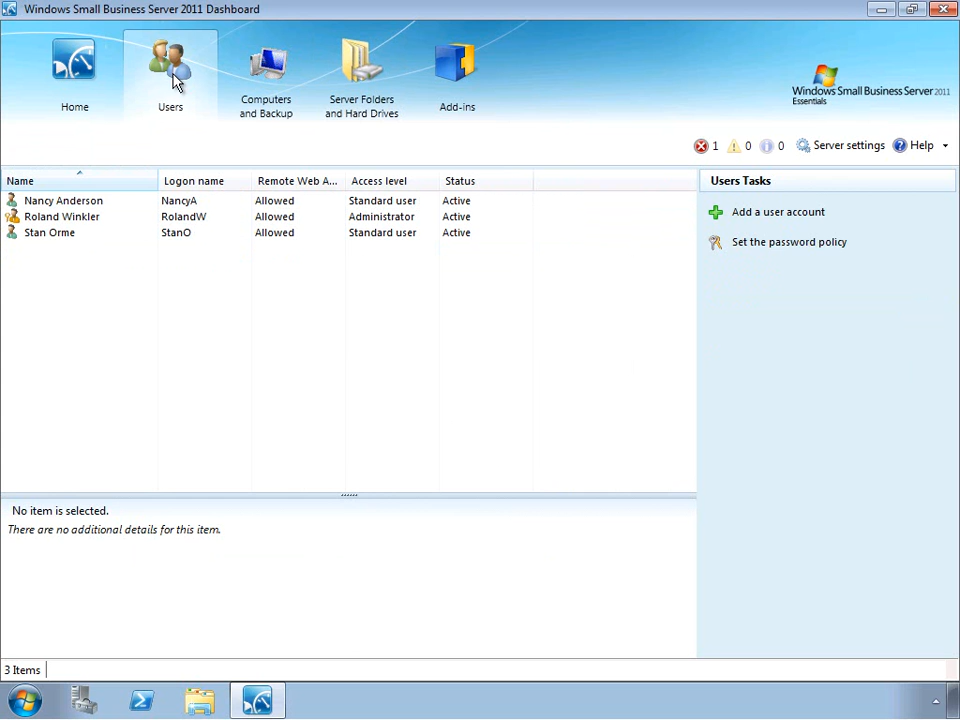 Windows Small Business Server 2011 Dashboard
Home
Users
Computers
and Backup
Server Folders
and Hard Drives
Add-ins
Windows Small Business Server 2011
Essentials
1 0 0 Server settings Help
Name Logon name Remote Web A... Access level Status
Nancy Anderson NancyA Allowed Standard user Active
Roland Winkler RolandW Allowed Administrator Active
Stan Orme StanO Allowed Standard user Active
Users Tasks
Add a user account
Set the password policy
No item is selected.
There are no additional details for this item.
3 Items